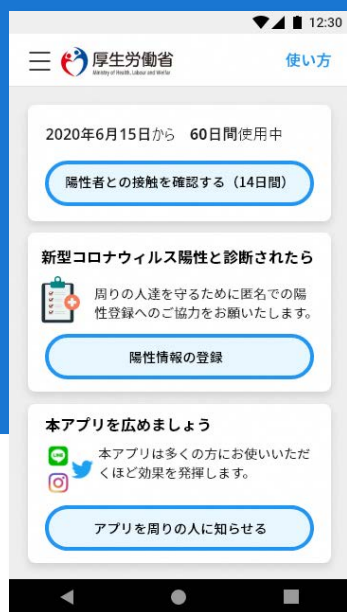 12:30
厚生労働省
Ministry of Health, Labour and Welfar
使い方
2020年6月15日から 60日間使用中
陽性者との接触を確認する（14日間）
新型コロナウィルス陽性と診断されたら
周りの人達を守るために匿名での陽
性登録へのご協力をお願いいたします。
陽性情報の登録
本アプリを広めましょう
LINE
本アプリは多くの方にお使いいただ
くほど効果を発揮します。
アプリを周りの人に知らせる